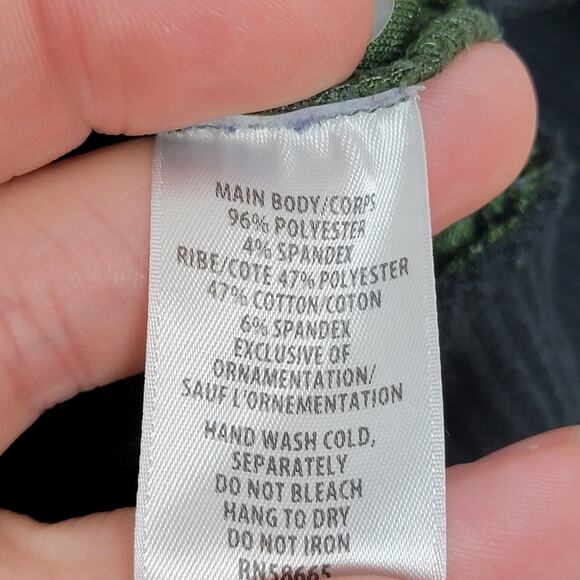 MAIN BODY/CORPS
96% POLYESTER
4% SPANDEX
RIBE/COTE 47% POLYESTER
47% COTTON/COTON
6% SPANDEX
EXCLUSIVE OF
ORNAMENTATION/
SAUF L'ORNEMENTATION
HAND WASH COLD,
SEPARATELY
DO NOT BLEACH
HANG TO DRY
DO NOT IRON
RN58665